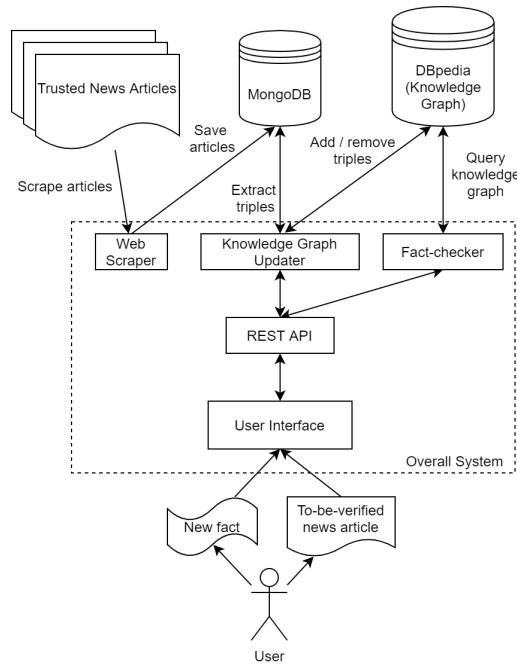 Trusted News Articles
MongoDB
DBpedia
(Knowledge
Graph)
Save
articles
Add / remove
triples
Query
knowledge
graph
Scrape articles
Extract
triples
Web
Scraper
Knowledge Graph
Updater
Fact-checker
REST API
User Interface
Overall System
New fact
To-be-verified
news article
User